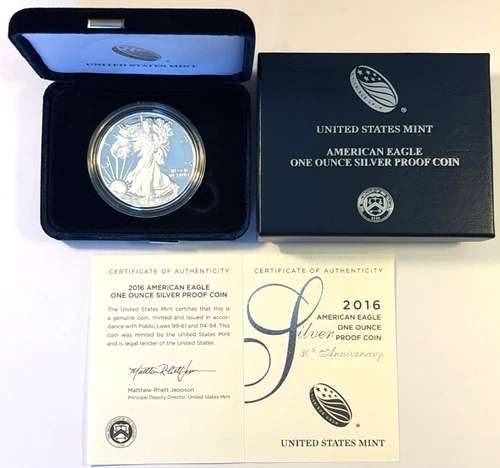 UNITED STATES MINT
UNITED STATES MINT
AMERICAN EAGLE
ONE OUNCE SILVER PROOF COIN
CERTIFICATE OF AUTHENTICITY
2016 AMERICAN EAGLE
ONE OUNCE SILVER PROOF COIN
The United States Mint certifies that this is
a genuine coin, minted and issued in accor-
dance with Public Laws 99-61 and 114-94. This
coin was minted by the United States Mint
and is legal tender of the United States.
Matthew Rhett Jeppson
Principal Deputy Director, United States Mint
CERTIFICATE OF AUTHENTICITY
2016
AMERICAN EAGLE
Silver ONE OUNCE
PROOF COIN
30th Anniversary
UNITED STATES MINT